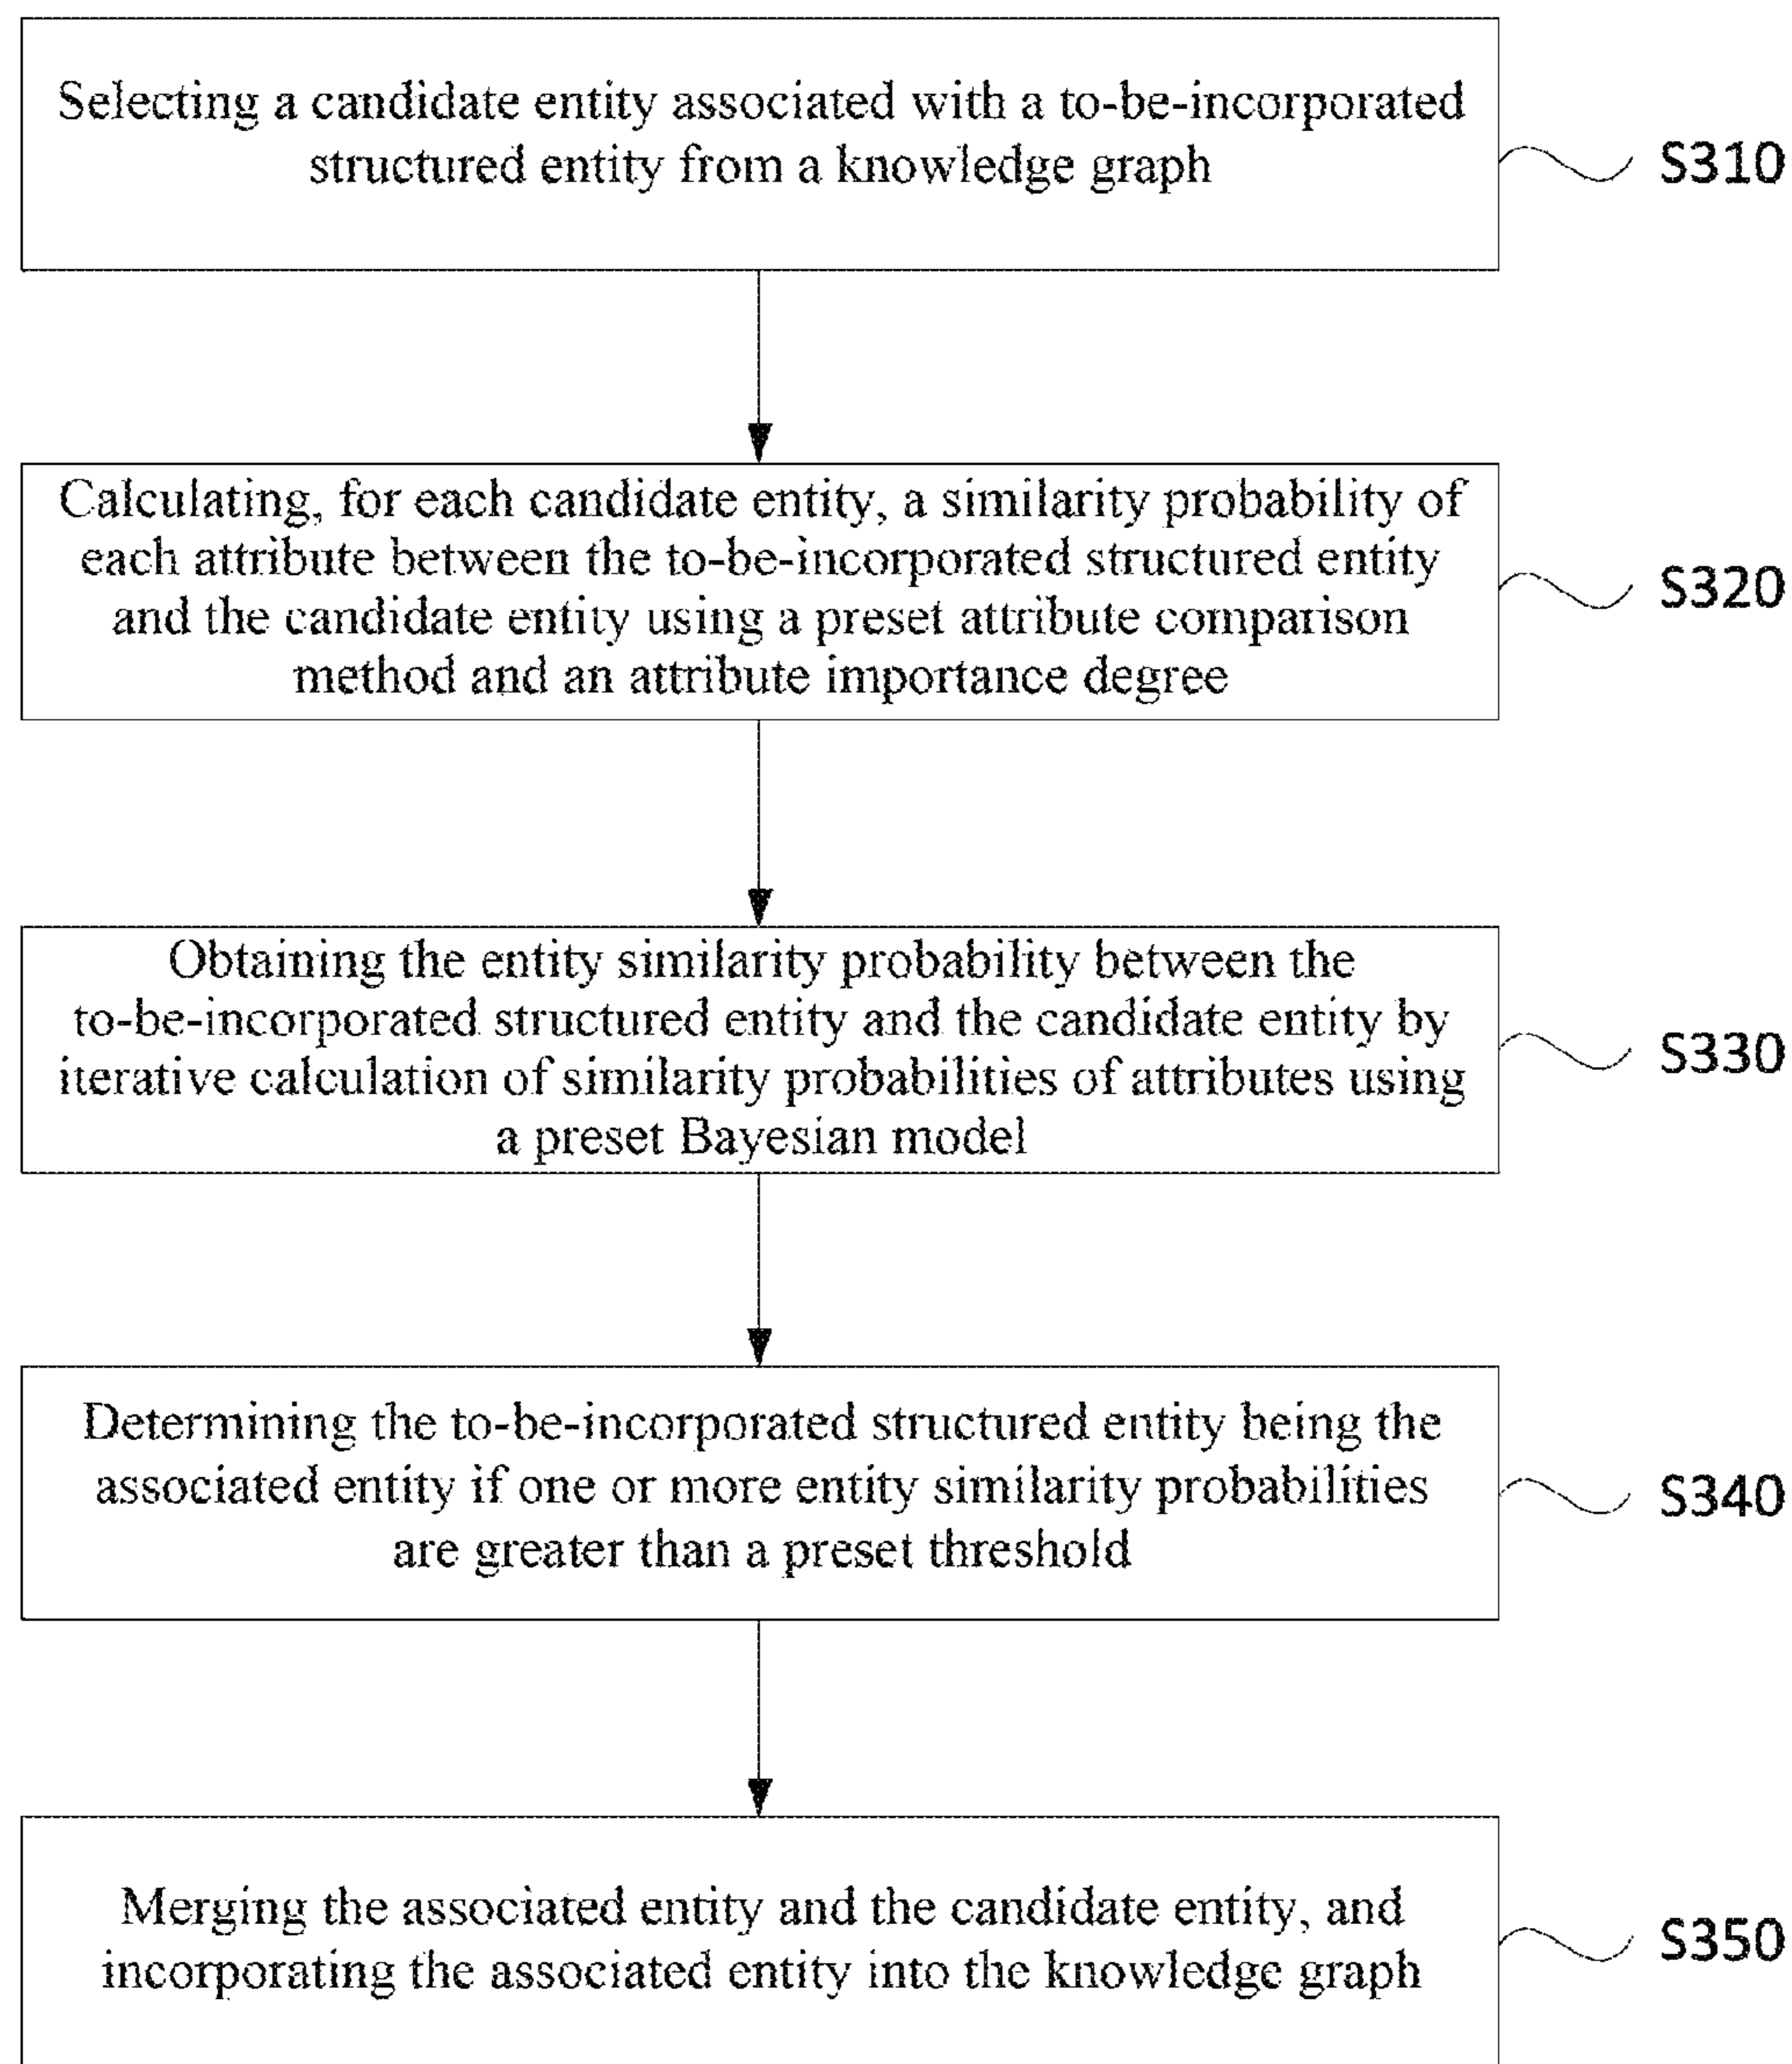 Selecting a candidate entity associated with a to-be-incorporated
structured entity from a knowledge graph
S310
Calculating, for each candidate entity, a similarity probability of
each attribute between the to-be-incorporated structured entity
and the candidate entity using a preset attribute comparison
method and an attribute importance degree
S320
Obtaining the entity similarity probability between the
to-be-incorporated structured entity and the candidate entity by
iterative calculation of similarity probabilities of attributes using
a preset Bayesian model
S330
Determining the to-be-incorporated structured entity being the
associated entity if one or more entity similarity probabilities
are greater than a preset threshold
S340
Merging the associated entity and the candidate entity, and
incorporating the associated entity into the knowledge graph
S350